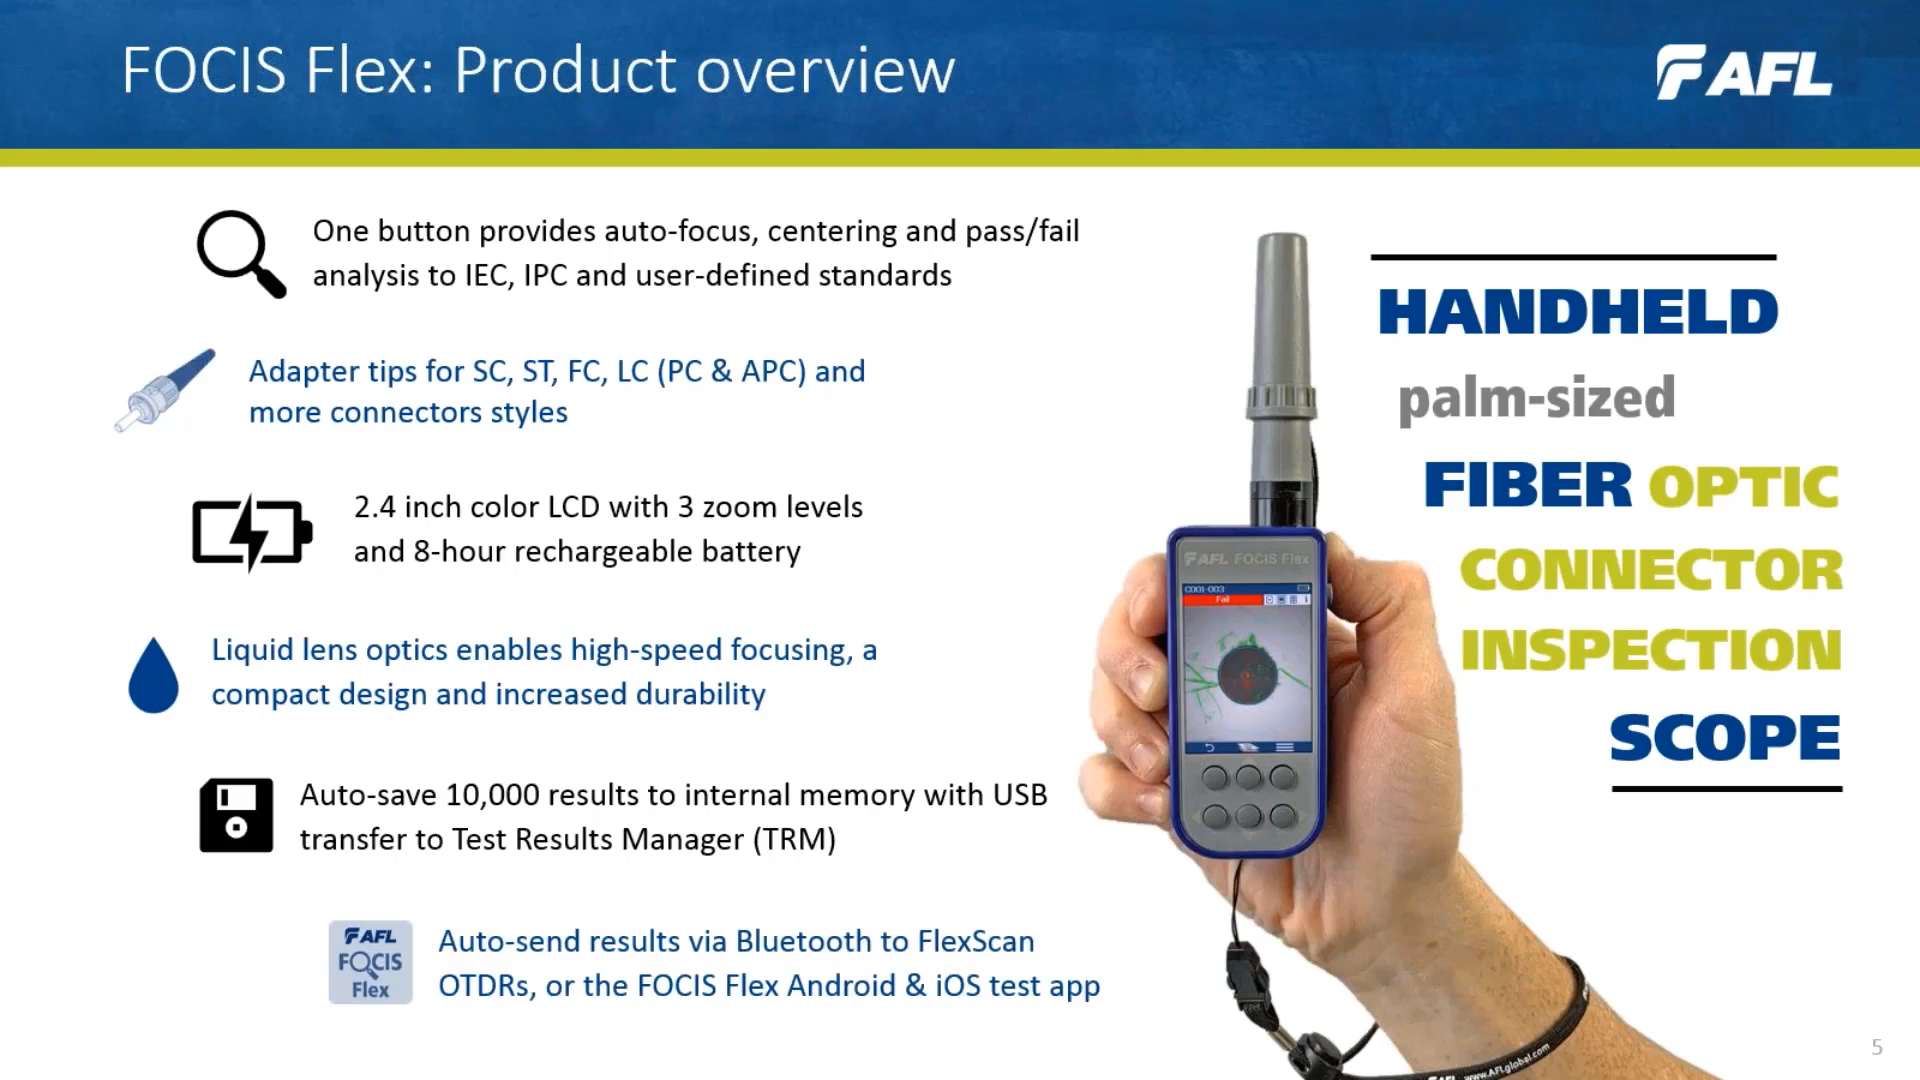 FOCIS Flex: Product overview
AFL
One button provides auto-focus, centering and pass/fail
analysis to IEC, IPC and user-defined standards
Adapter tips for SC, ST, FC, LC (PC & APC) and
more connectors styles
2.4 inch color LCD with 3 zoom levels
and 8-hour rechargeable battery
Liquid lens optics enables high-speed focusing, a
compact design and increased durability
Auto-save 10,000 results to internal memory with USB
transfer to Test Results Manager (TRM)
AFL
FOCIS
Flex
Auto-send results via Bluetooth to FlexScan
OTDRs, or the FOCIS Flex Android & iOS test app
HANDHELD
palm-sized
FIBER OPTIC
CONNECTOR
INSPECTION
SCOPE
AFL FOCIS Flex
C001-003
Fail
AFL www.AFLglobal.com
5